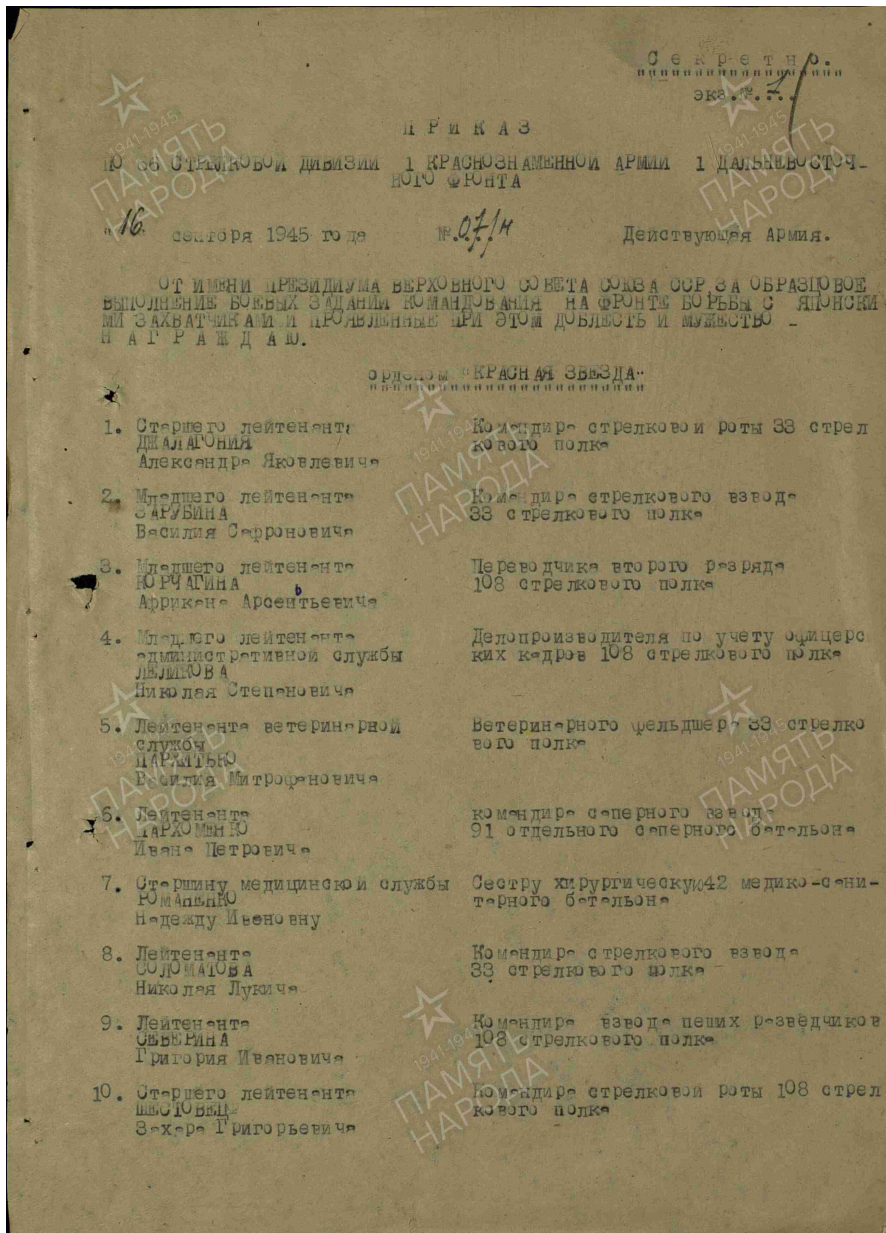 Секретно.
экз.№.1.
ПРИКАЗ
ПО 66 СТРЕЛКОВОЙ ДИВИЗИИ 1 КРАСНОЗНАМЕННОЙ АРМИИ 1 ДАЛЬНЕВОСТОЧ-
НОГО ФРОНТА
"16" сентября 1945 года №.07/н Действующая Армия.
ОТ ИМЕНИ ПРЕЗИДИУМА ВЕРХОВНОГО СОВЕТА СОЮЗА ССР ЗА ОБРАЗЦОВОЕ
ВЫПОЛНЕНИЕ БОЕВЫХ ЗАДАНИЙ КОМАНДОВАНИЯ НА ФРОНТЕ БОРЬБЫ С ЯПОНСКИ
МИ ЗАХВАТЧИКАМИ И ПРОЯВЛЕННЫЕ ПРИ ЭТОМ ДОБЛЕСТЬ И МУЖЕСТВО -
НАГРАЖДАЮ.
орденом "КРАСНАЯ ЗВЕЗДА"
1. Старшего лейтенанта Командира стрелковой роты 33 стрел
ДЖАЛАГОНИЯ кового полка
Александра Яковлевича
2. Младшего лейтенанта Командира стрелкового взвода
ЗАРУБИНА 33 стрелкового полка
Василия Сафроновича
3. Младшего лейтенанта Переводчика второго разряда
КОРЧАГИНА 108 стрелкового полка
Африкана Арсентьевича
4. Младшего лейтенанта Делопроизводителя по учету офицерс
административной службы ких кадров 108 стрелкового полка
ЛЕЛИКОВА
Николая Степановича
5. Лейтенанта ветеринарной Ветеринарного фельдшера 33 стрелко
службы вого полка
ПАРХИТЬКО
Василия Митрофановича
6. Лейтенанта командира саперного взвода
ПАРХОМЕНКО 91 отдельного саперного батальона
Ивана Петровича
7. Старшину медицинской службы Сестру хирургическую 42 медико-сани-
РОМАНЕНКО тарного батальона
Надежду Ивановну
8. Лейтенанта Командира стрелкового взвода
СОЛОМАТОВА 33 стрелкового полка
Николая Лукича
9. Лейтенанта Командира взвода пеших разведчиков
СЕВЕРИНА 108 стрелкового полка
Григория Ивановича
10. Старшего лейтенанта Командира стрелковой роты 108 стрел
ШЕСТОВЕЦ кового полка
Захара Григорьевича